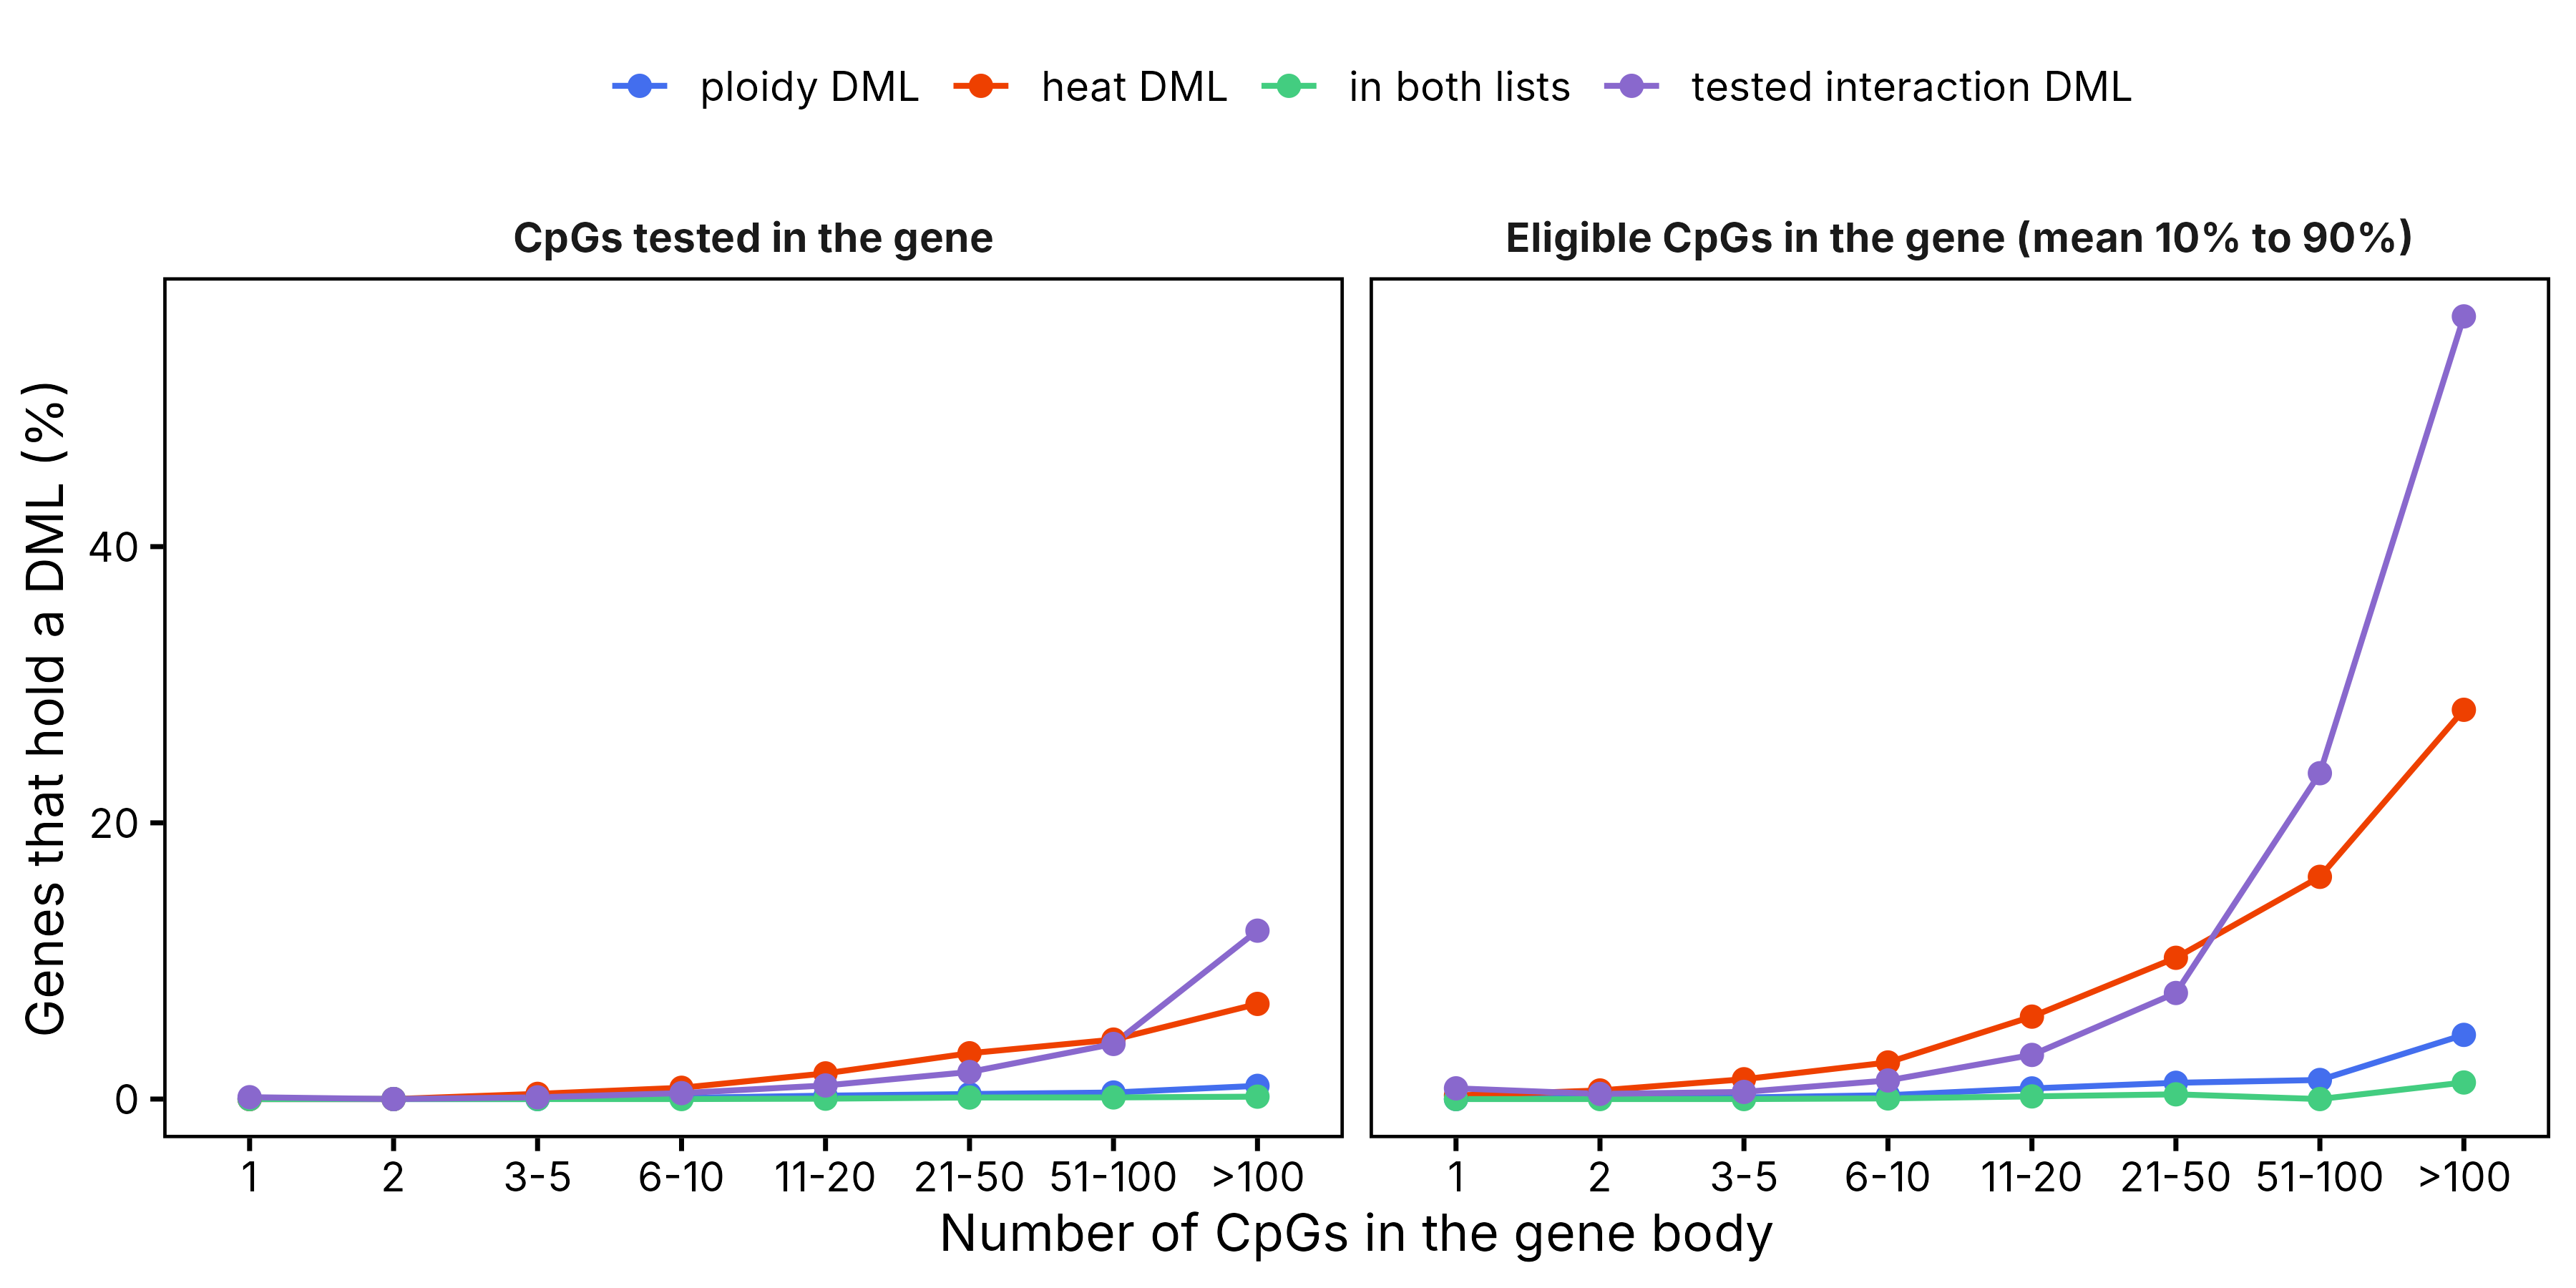 ploidy DML heat DML in both lists tested interaction DML
CpGs tested in the gene
Eligible CpGs in the gene (mean 10% to 90%)
Genes that hold a DML (%)
40
20
0
1 2 3-5 6-10 11-20 21-50 51-100 >100
1 2 3-5 6-10 11-20 21-50 51-100 >100
Number of CpGs in the gene body